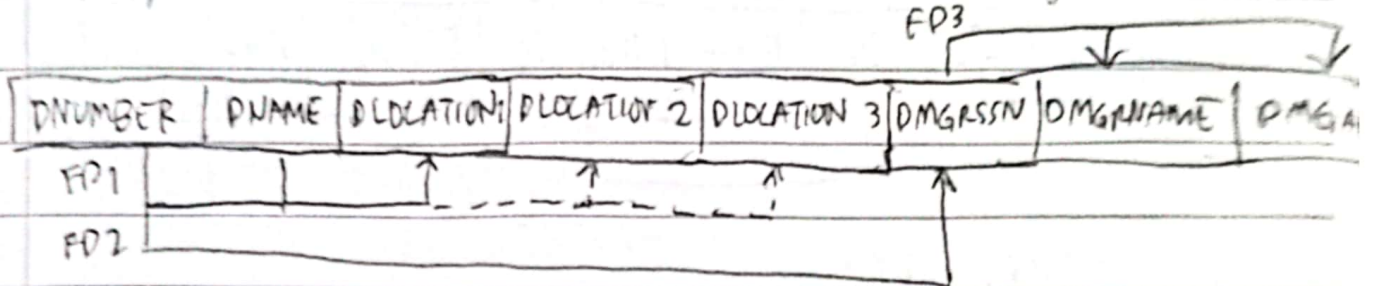 FD3
DNUMBER DNAME DLOCATION1 DLOCATION 2 DLOCATION 3 DMGRSSN DMGRNAME
FD1
FD2